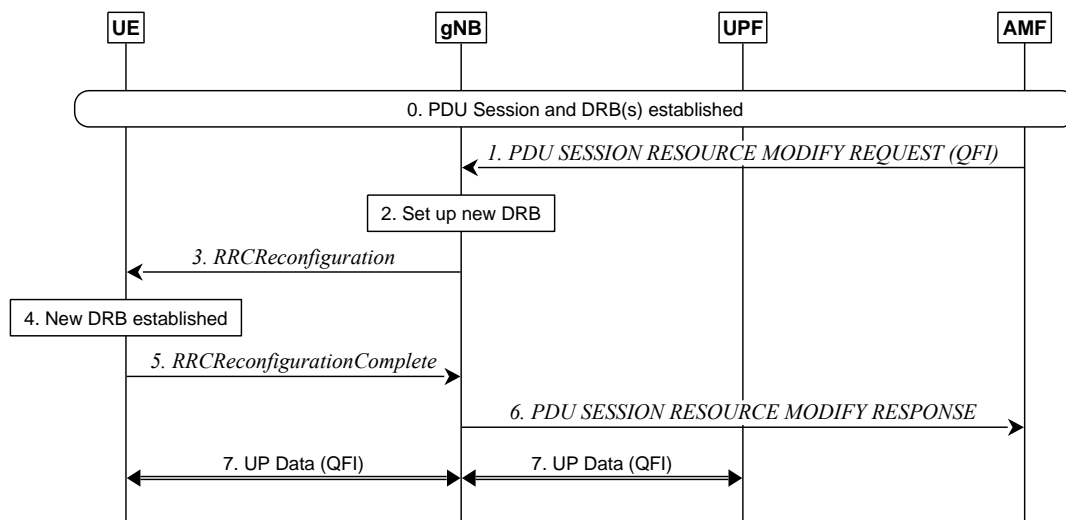 UE
gNB
UPF
AMF
0. PDU Session and DRB(s) established
1. PDU SESSION RESOURCE MODIFY REQUEST (QFI)
2. Set up new DRB
3. RRCReconfiguration
4. New DRB established
5. RRCReconfigurationComplete
6. PDU SESSION RESOURCE MODIFY RESPONSE
7. UP Data (QFI)
7. UP Data (QFI)